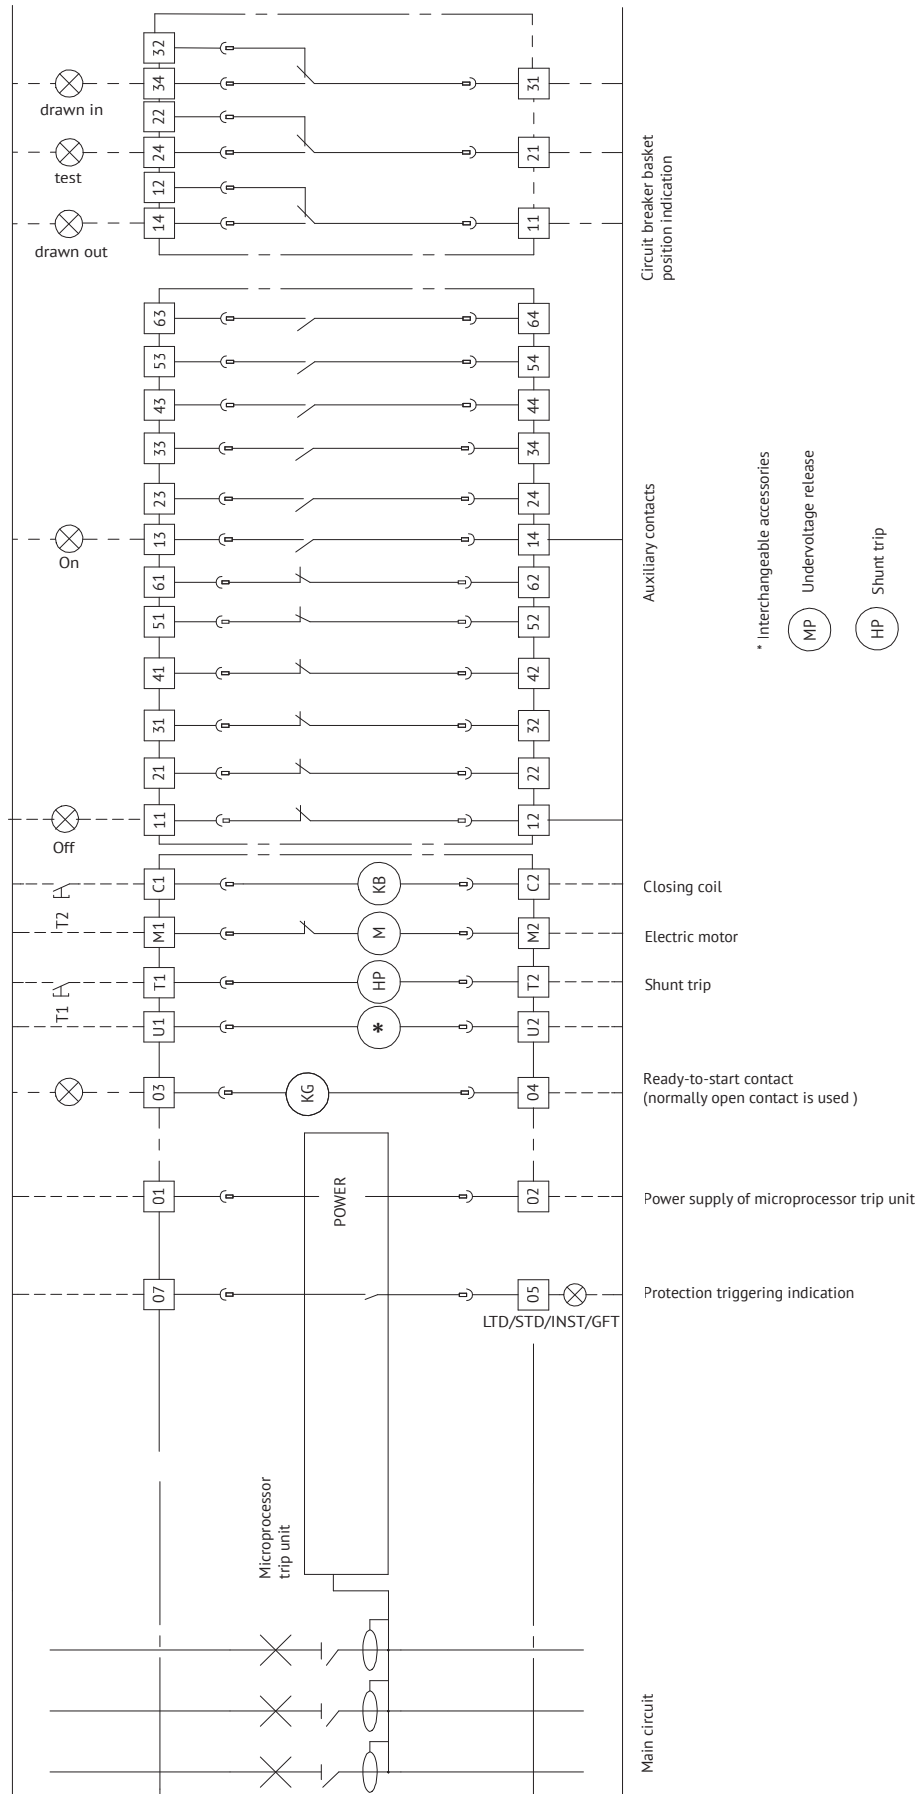 32
34
31
drawn in
22
24
21
test
12
14
11
drawn out
Circuit breaker basket
position indication
63
64
53
54
43
44
33
34
23
24
13
14
On
61
62
51
52
41
42
31
32
21
22
11
12
Off
Auxiliary contacts
* Interchangeable accessories
MP
Undervoltage release
HP
Shunt trip
C1
KB
C2
Closing coil
T2
M1
M
M2
Electric motor
T1
HP
T2
Shunt trip
T1
U1
*
U2
03
KG
04
Ready-to-start contact
(normally open contact is used )
01
POWER
02
Power supply of microprocessor trip unit
07
05
Protection triggering indication
LTD/STD/INST/GFT
Microprocessor
trip unit
Main circuit